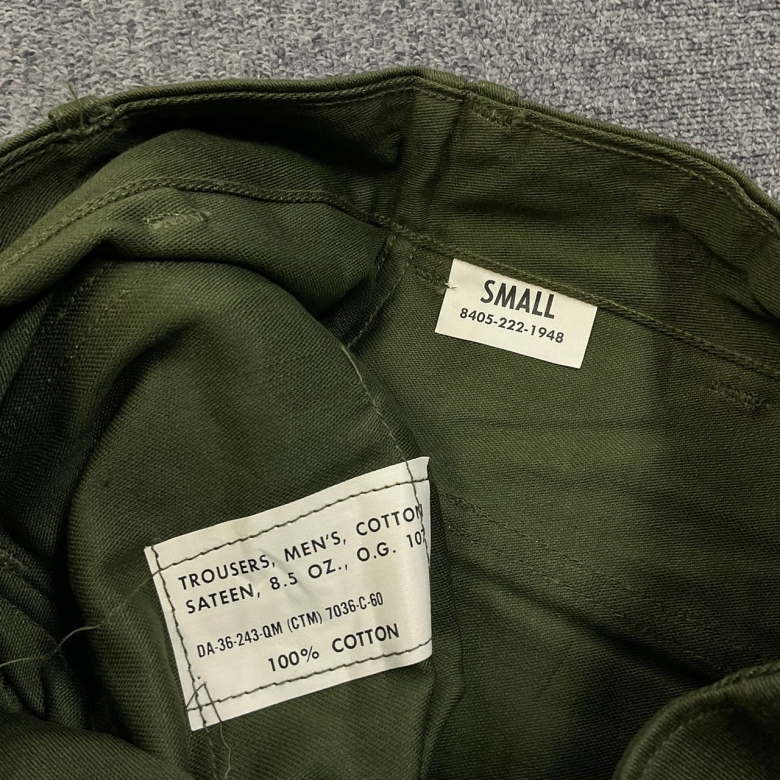 SMALL
8405-222-1948
TROUSERS, MEN'S, COTTON
SATEEN, 8.5 OZ., O.G. 107
DA-36-243-QM (CTM) 7036-C-60
100% COTTON